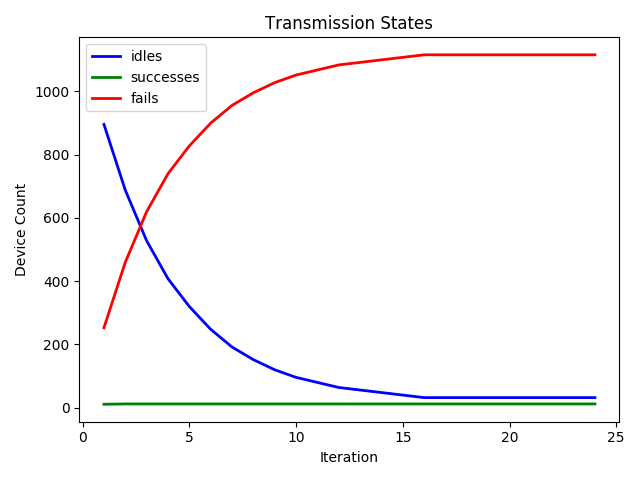 Transmission States
idles
successes
fails
Device Count
1000
800
600
400
200
0
0 5 10 15 20 25
Iteration